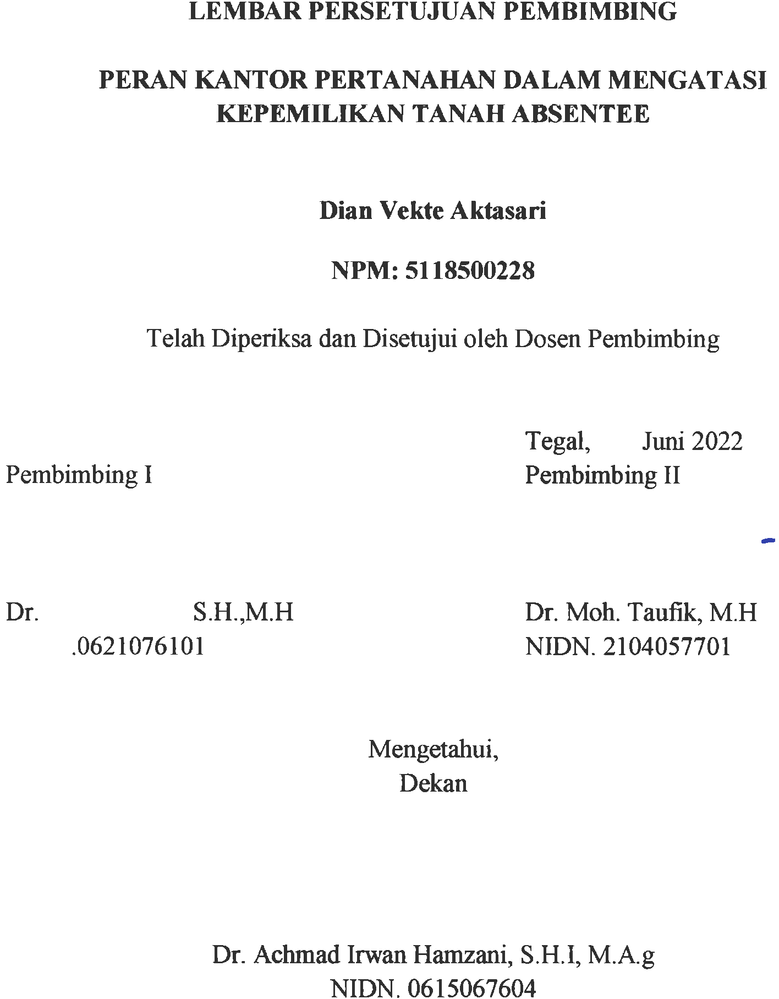 LEMBAR PERSETUJUAN PEMBIMBING
PERAN KANTOR PERTANAHAN DALAM MENGATASI
KEPEMILIKAN TANAH ABSENTEE
Dian Vekte Aktasari
NPM: 5118500228
Telah Diperiksa dan Disetujui oleh Dosen Pembimbing
Tegal, Juni 2022
Pembimbing I Pembimbing II
Dr. S.H.,M.H Dr. Moh. Taufik, M.H
.0621076101 NIDN. 2104057701
Mengetahui,
Dekan
Dr. Achmad Irwan Hamzani, S.H.I, M.A.g
NIDN. 0615067604